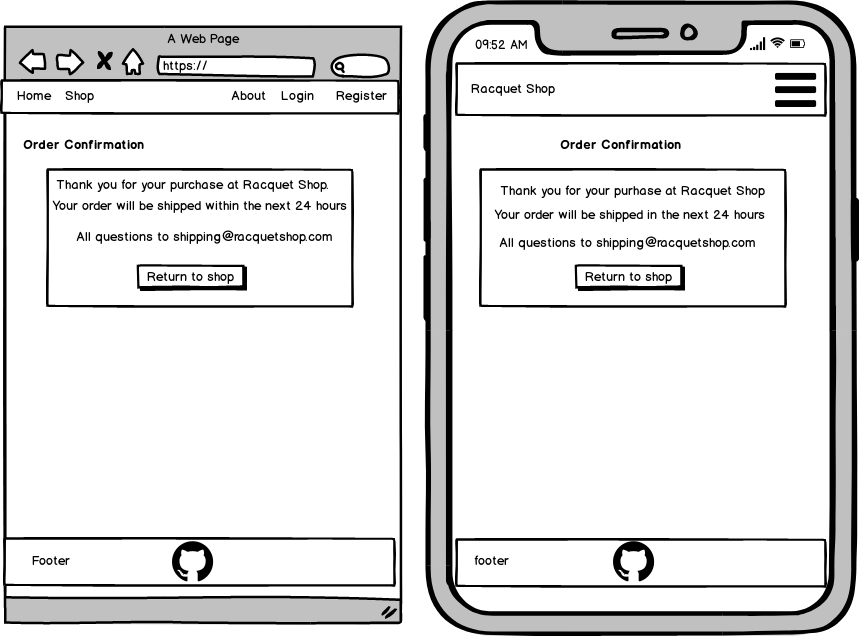 A Web Page
https://
Home Shop About Login Register
Order Confirmation
Thank you for your purchase at Racquet Shop.
Your order will be shipped within the next 24 hours
All questions to shipping@racquetshop.com
Return to shop
Footer
09:52 AM
Racquet Shop
Order Confirmation
Thank you for your purhase at Racquet Shop
Your order will be shipped in the next 24 hours
All questions to shipping@racquetshop.com
Return to shop
footer